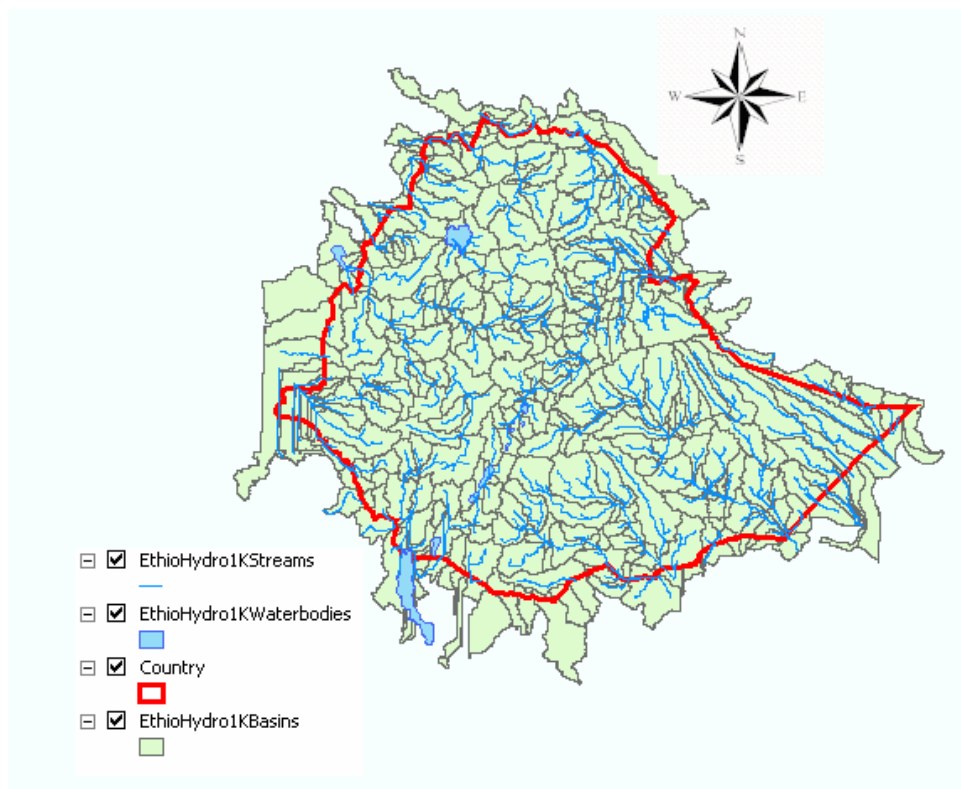 N
W E
S
EthioHydro1KStreams
EthioHydro1KWaterbodies
Country
EthioHydro1KBasins